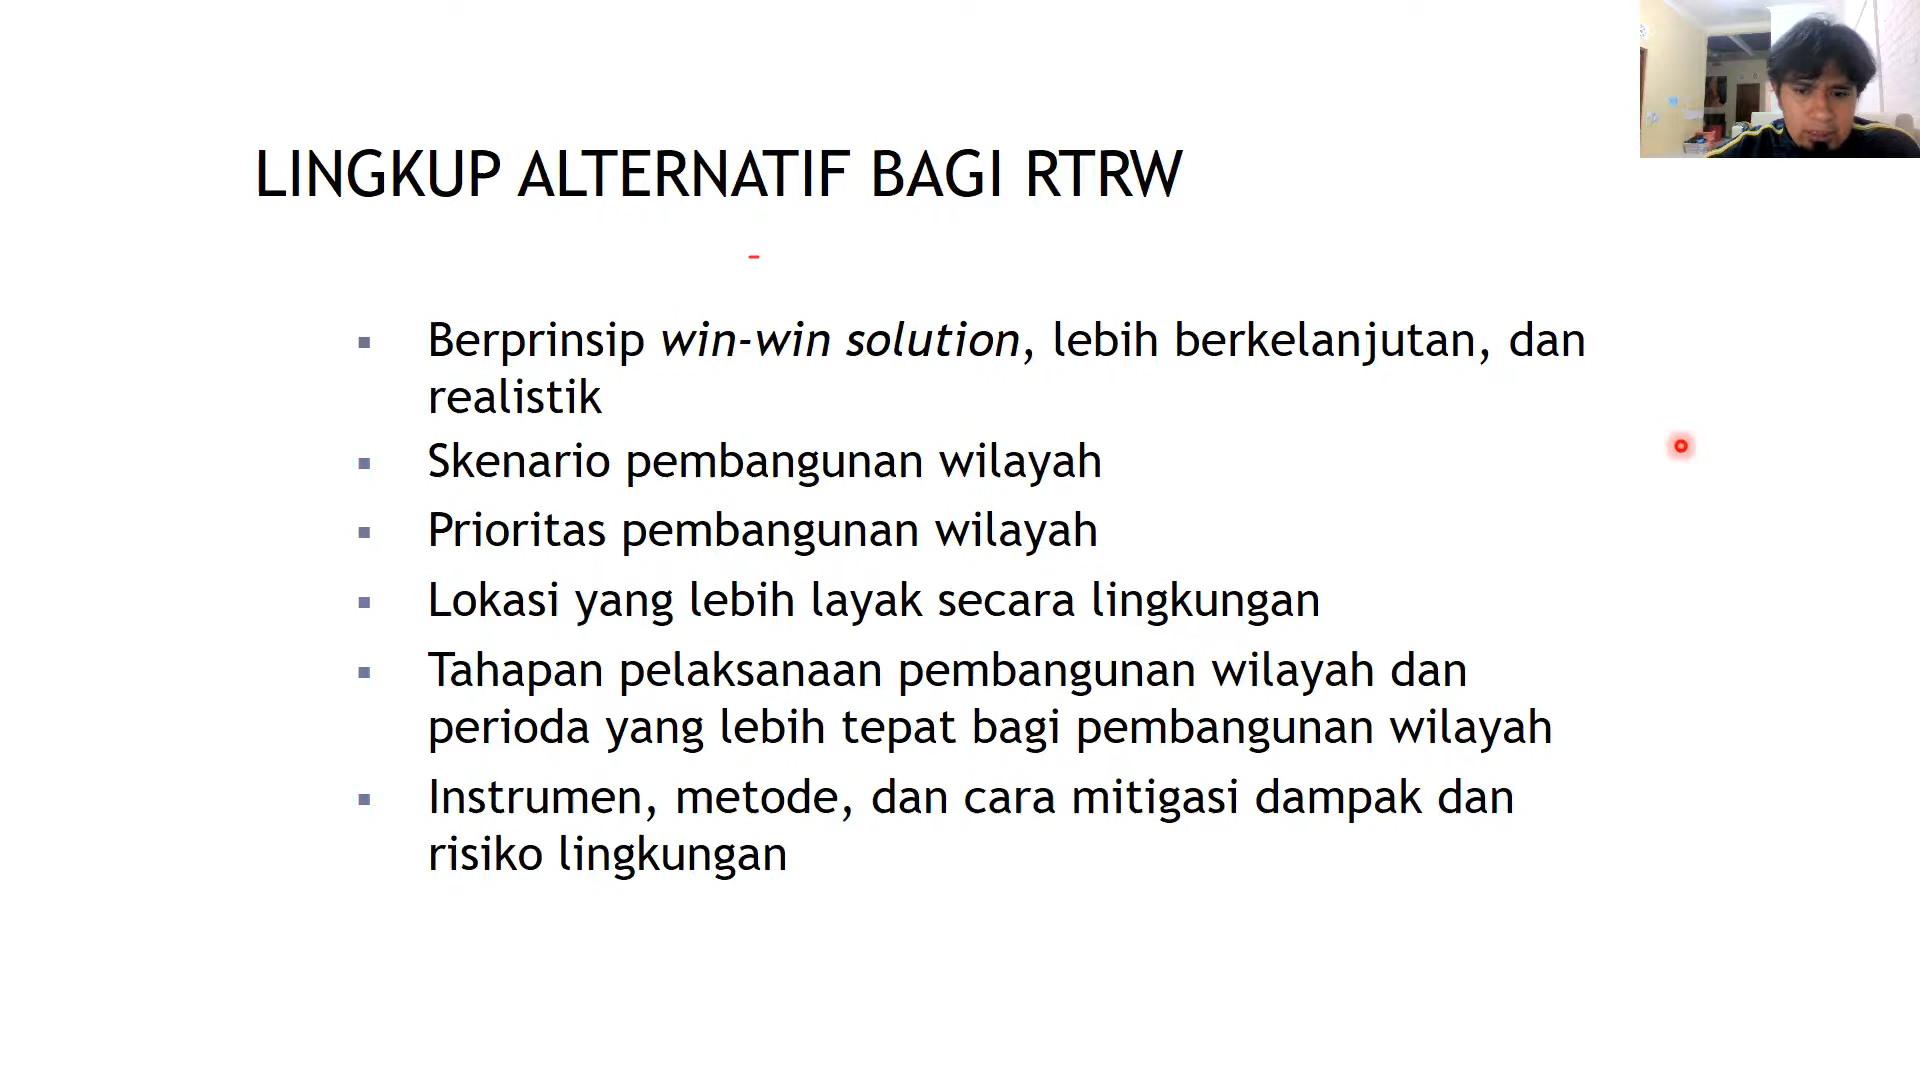 LINGKUP ALTERNATIF BAGI RTRW
Berprinsip win-win solution, lebih berkelanjutan, dan
realistik
Skenario pembangunan wilayah
Prioritas pembangunan wilayah
Lokasi yang lebih layak secara lingkungan
Tahapan pelaksanaan pembangunan wilayah dan
perioda yang lebih tepat bagi pembangunan wilayah
Instrumen, metode, dan cara mitigasi dampak dan
risiko lingkungan